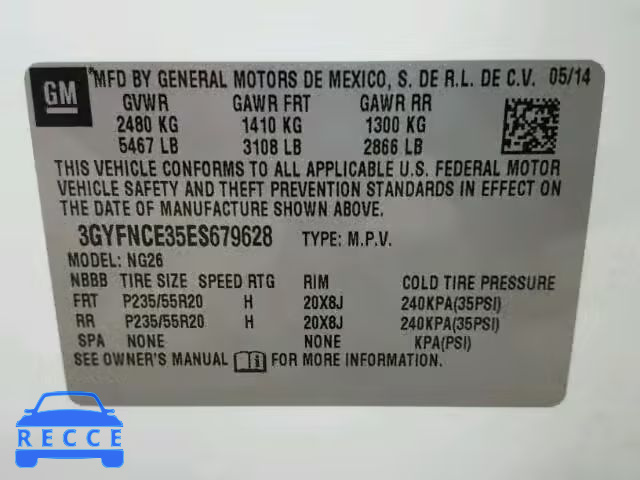 GM
*MFD BY GENERAL MOTORS DE MEXICO, S. DE R.L. DE C.V. 05/14
GVWR GAWR FRT GAWR RR
2480 KG 1410 KG 1300 KG
5467 LB 3108 LB 2866 LB
THIS VEHICLE CONFORMS TO ALL APPLICABLE U.S. FEDERAL MOTOR
VEHICLE SAFETY AND THEFT PREVENTION STANDARDS IN EFFECT ON
THE DATE OF MANUFACTURE SHOWN ABOVE.
3GYFNCE35ES679628 TYPE: M.P.V.
MODEL: NG26
NBBB TIRE SIZE SPEED RTG RIM COLD TIRE PRESSURE
FRT P235/55R20 H 20X8J 240KPA(35PSI)
RR P235/55R20 H 20X8J 240KPA(35PSI)
SPA NONE NONE KPA(PSI)
SEE OWNER'S MANUAL FOR MORE INFORMATION.
RECCE